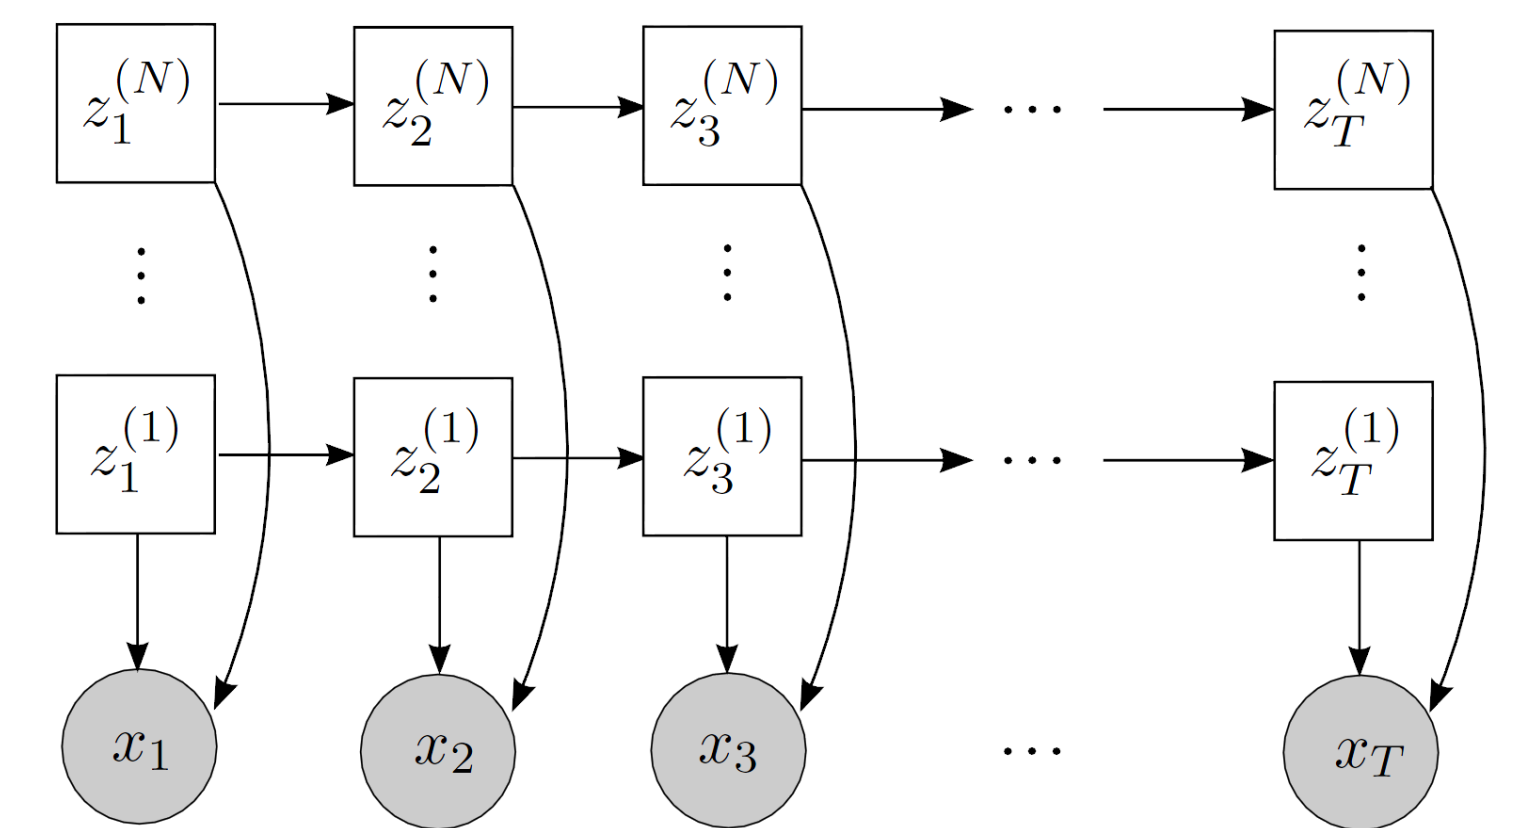 z_1^{(N)} z_2^{(N)} z_3^{(N)} ⋯ z_T^{(N)}
⋮ ⋮ ⋮ ⋮
z_1^{(1)} z_2^{(1)} z_3^{(1)} ⋯ z_T^{(1)}
x_1 x_2 x_3 ⋯ x_T